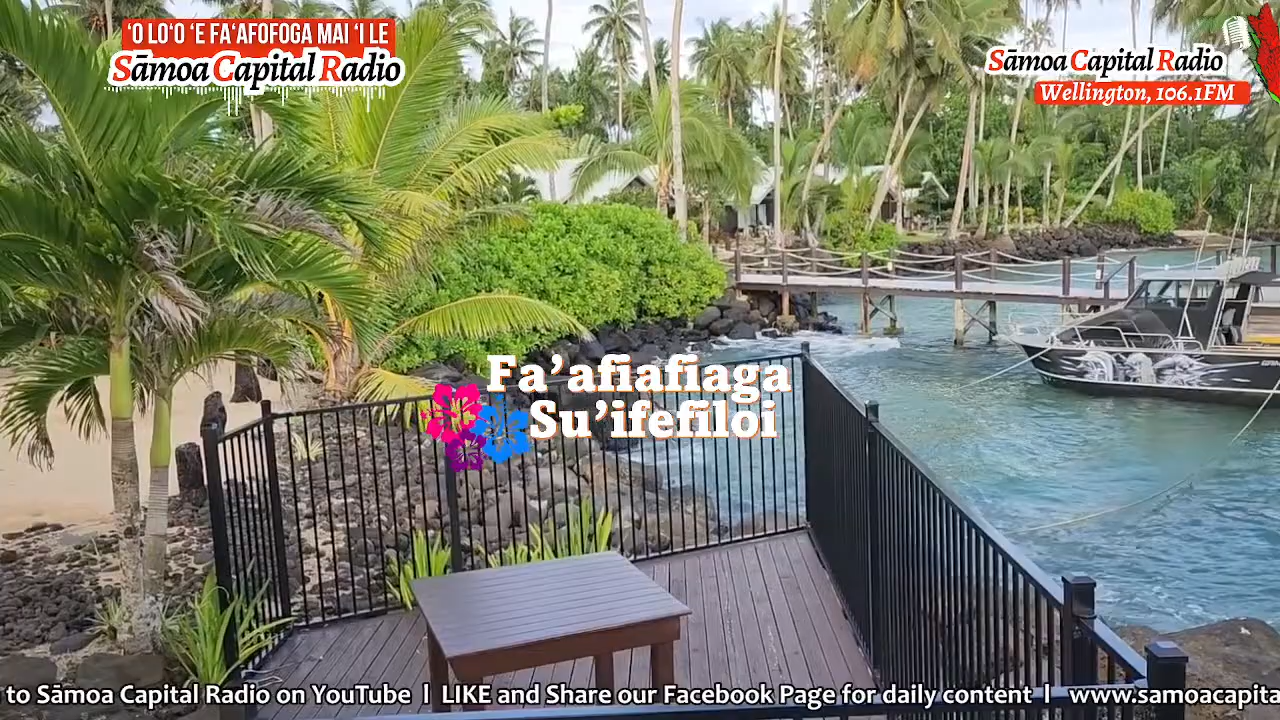 ‘O LO‘O ‘E FA‘AFOFOGA MAI ‘I LE
Sāmoa Capital Radio
Sāmoa Capital Radio
Wellington, 106.1FM
Fa’afiafiaga
Su’ifefiloi
to Sāmoa Capital Radio on YouTube | LIKE and Share our Facebook Page for daily content | www.samoacapita